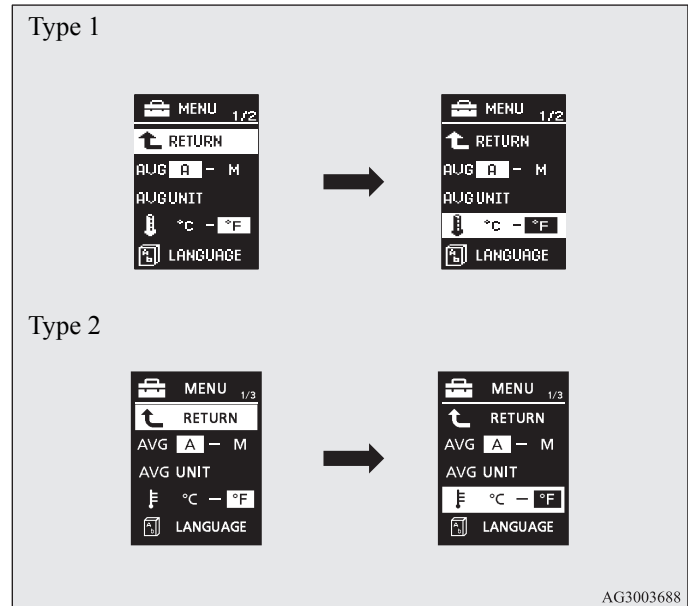 Type 1
MENU 1/2
RETURN
AVG A - M
AVG UNIT
°C - °F
LANGUAGE
MENU 1/2
RETURN
AVG A - M
AVG UNIT
°C - °F
LANGUAGE
Type 2
MENU 1/3
RETURN
AVG A - M
AVG UNIT
°C - °F
LANGUAGE
MENU 1/3
RETURN
AVG A - M
AVG UNIT
°C - °F
LANGUAGE
AG3003688